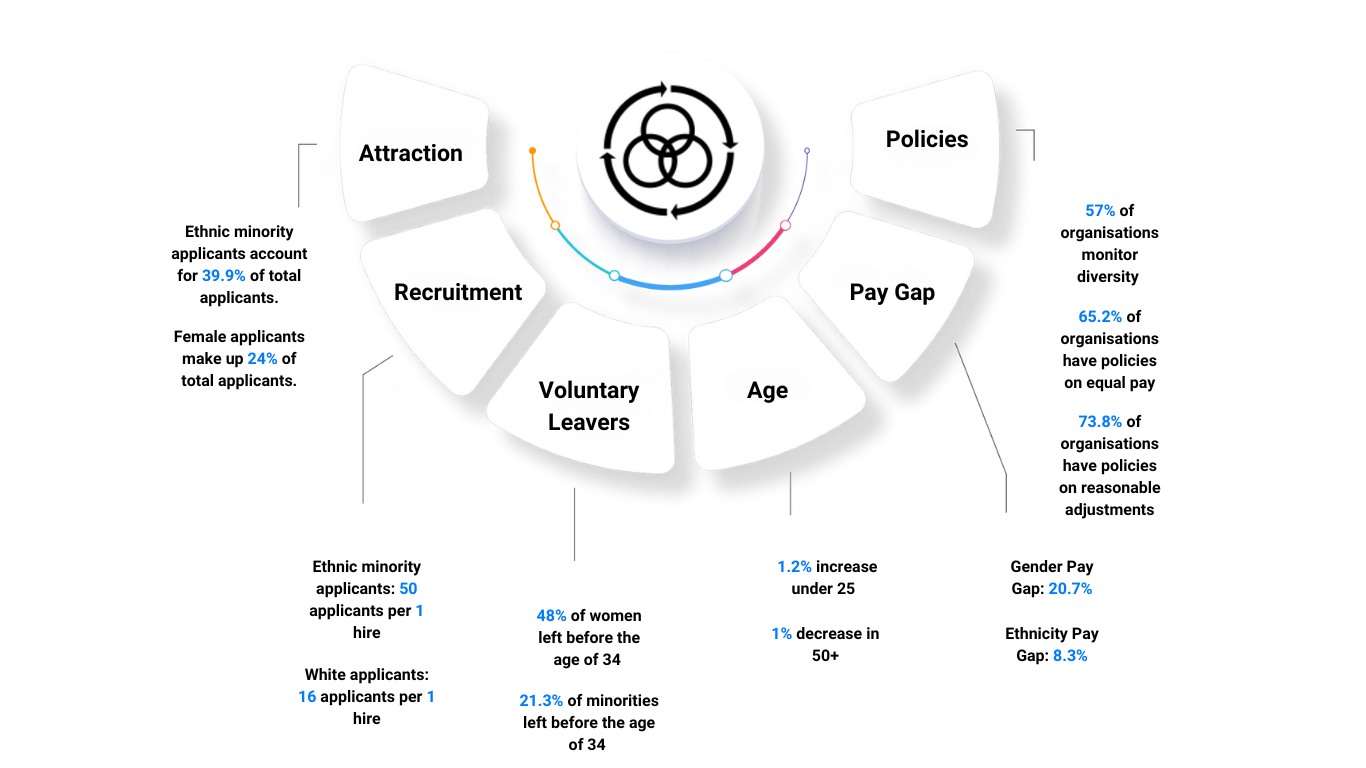 Attraction
Ethnic minority
applicants account
for 39.9% of total
applicants.
Female applicants
make up 24% of
total applicants.
Recruitment
Ethnic minority
applicants: 50
applicants per 1
hire
White applicants:
16 applicants per 1
hire
Voluntary
Leavers
48% of women
left before the
age of 34
21.3% of minorities
left before the age
of 34
Age
1.2% increase
under 25
1% decrease in
50+
Pay Gap
Gender Pay
Gap: 20.7%
Ethnicity Pay
Gap: 8.3%
Policies
57% of
organisations
monitor
diversity
65.2% of
organisations
have policies
on equal pay
73.8% of
organisations
have policies
on reasonable
adjustments